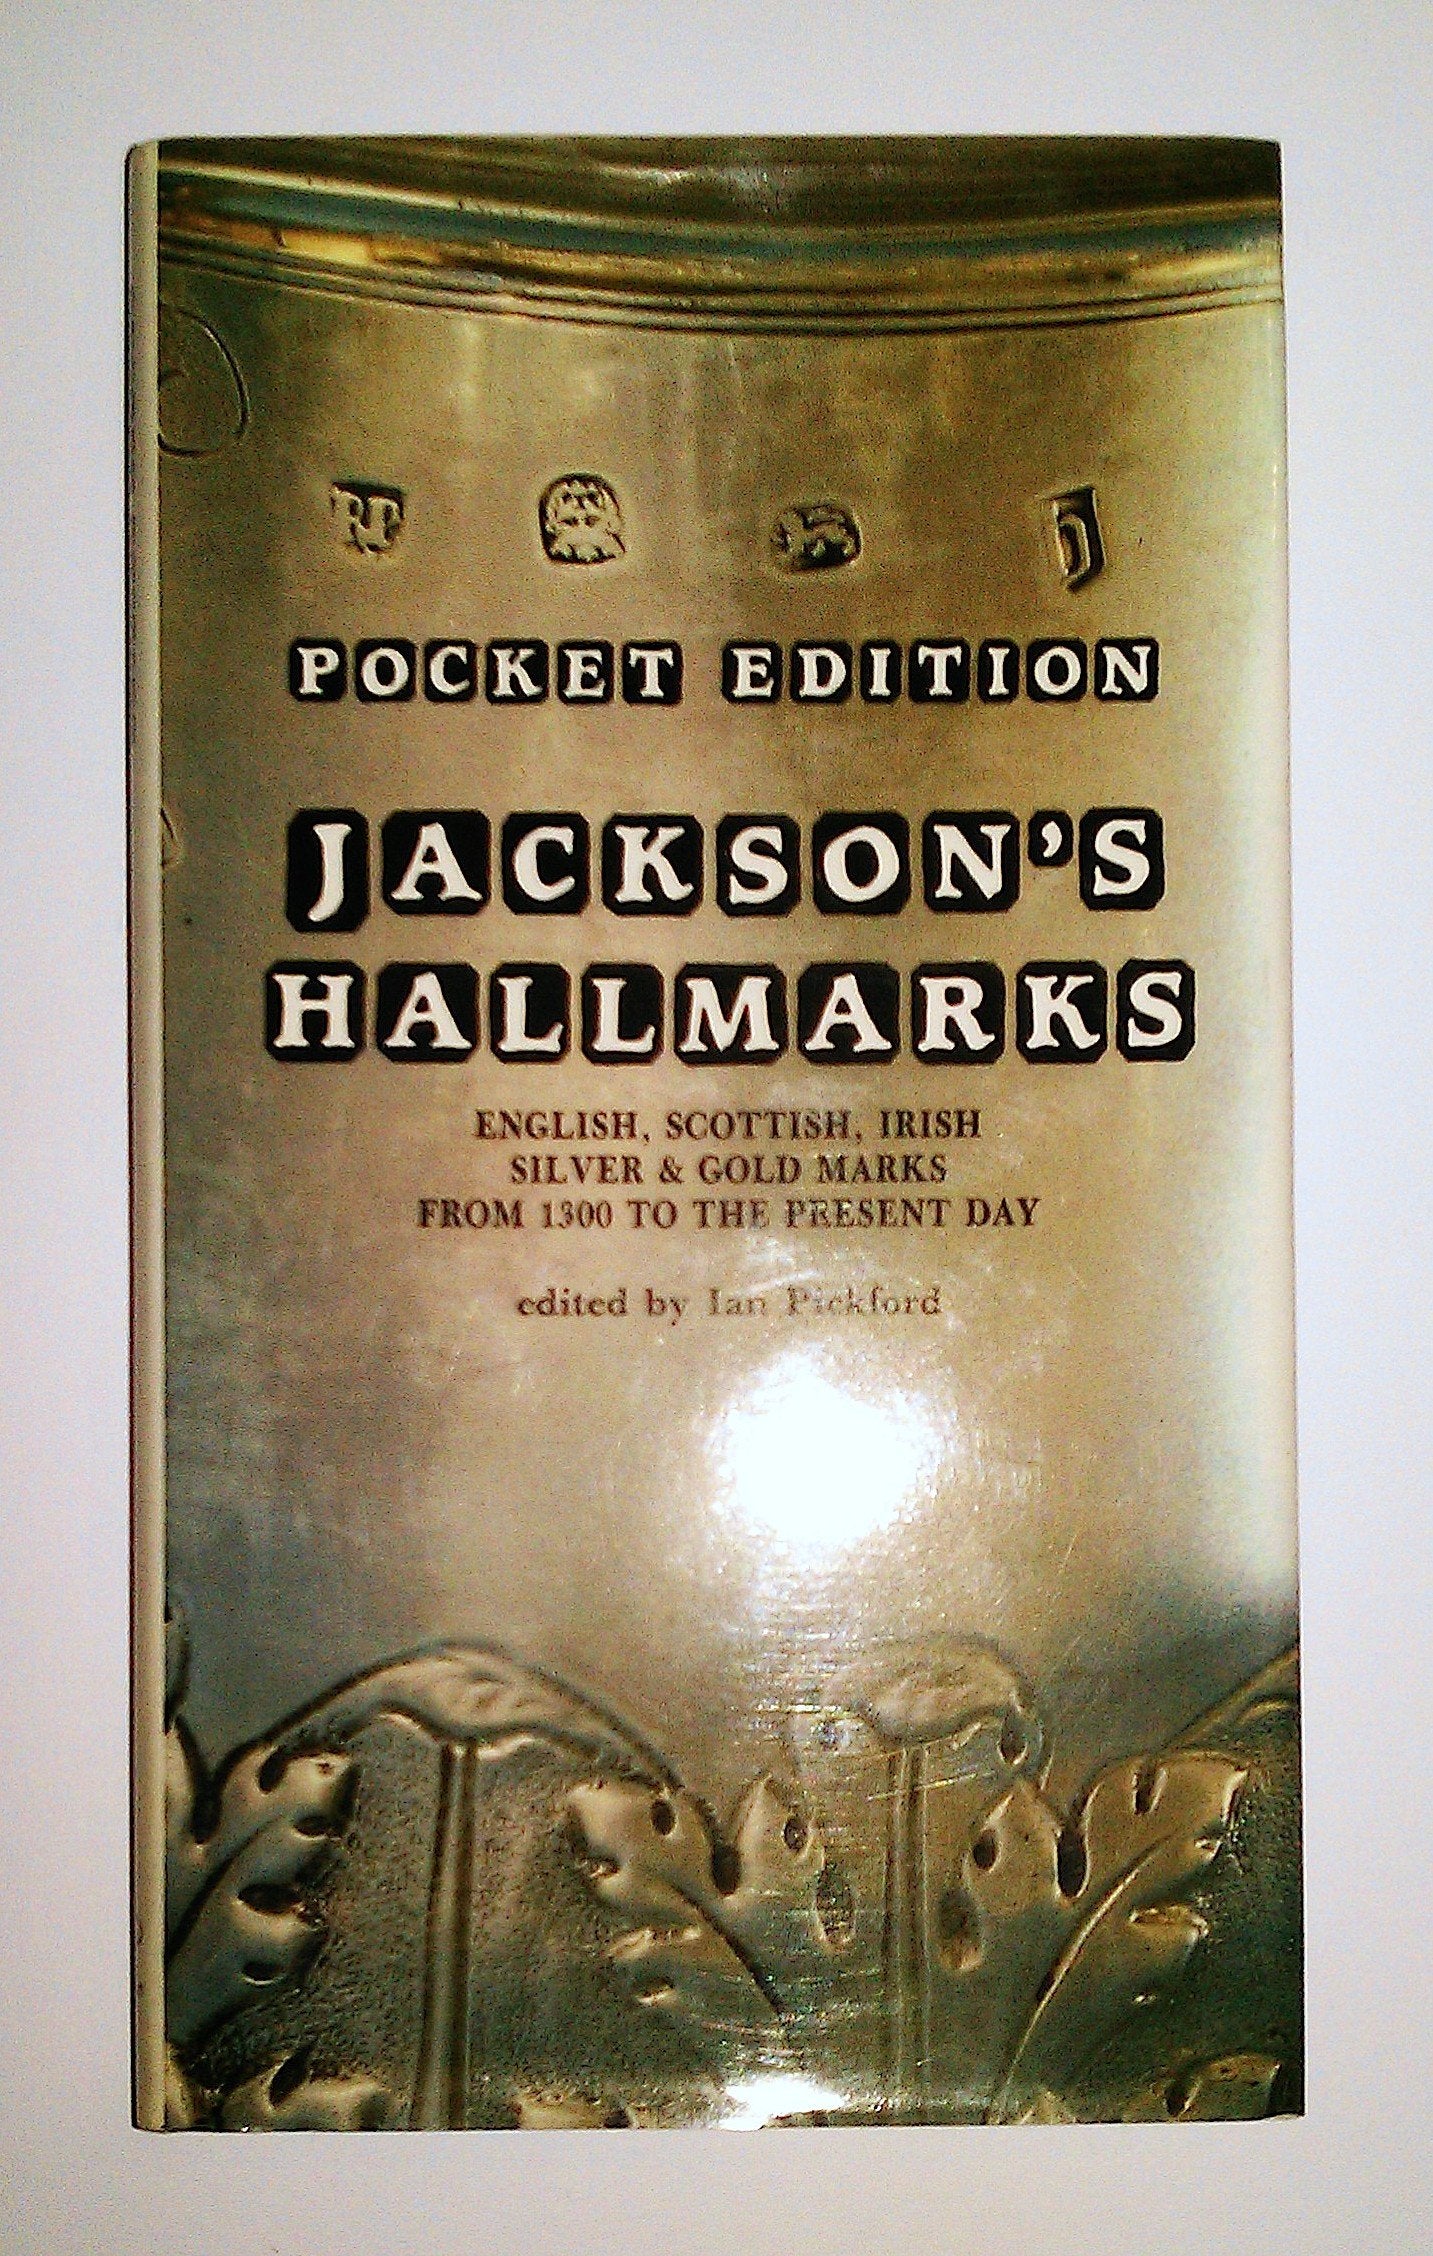 POCKET EDITION
JACKSON'S
HALLMARKS
ENGLISH, SCOTTISH, IRISH
SILVER & GOLD MARKS
FROM 1300 TO THE PRESENT DAY
edited by Ian Pickford